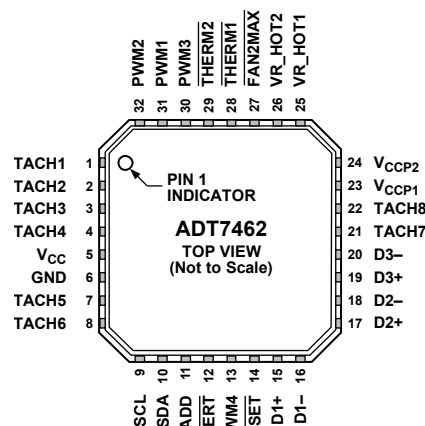 PWM2
PWM1
PWM3
THERM2
THERM1
FAN2MAX
VR_HOT2
VR_HOT1
32
31
30
29
28
27
26
25
TACH1 1
TACH2 2
TACH3 3
TACH4 4
VCC 5
GND 6
TACH5 7
TACH6 8
PIN 1
INDICATOR
ADT7462
TOP VIEW
(Not to Scale)
24 VCCP2
23 VCCP1
22 TACH8
21 TACH7
20 D3–
19 D3+
18 D2–
17 D2+
9
10
11
12
13
14
15
16
SCL
SDA
ADD
ERT
WM4
SET
D1+
D1–